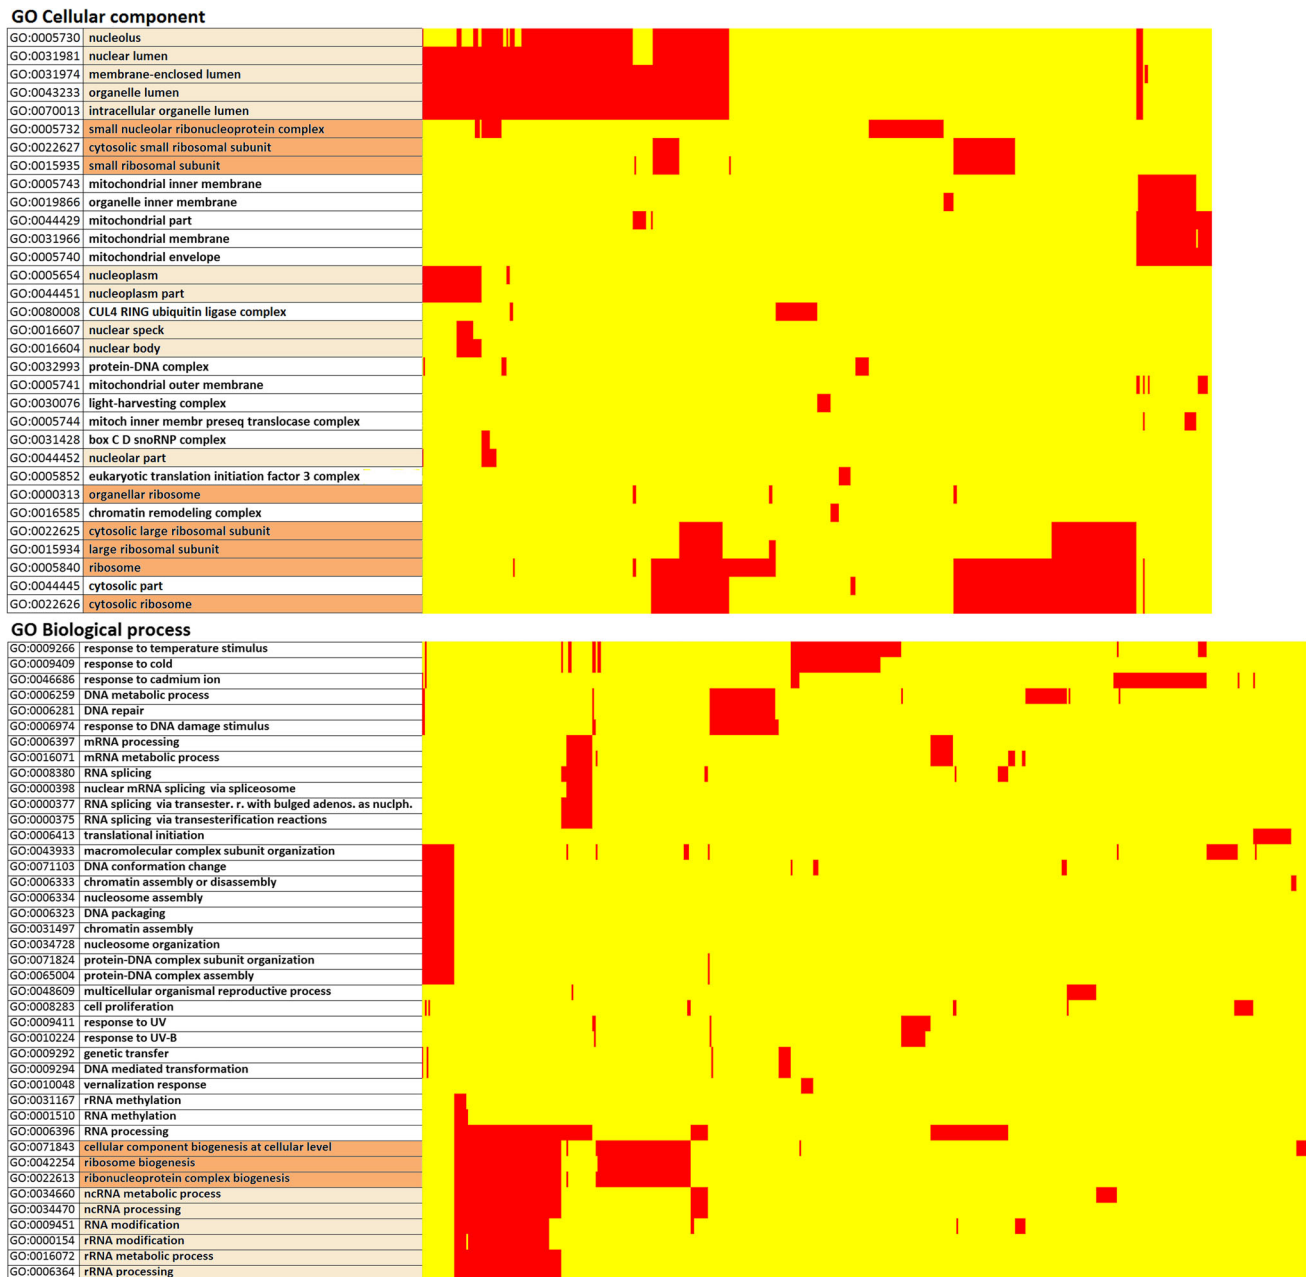 GO Cellular component
GO:0005730 nucleolus
GO:0031981 nuclear lumen
GO:0031974 membrane-enclosed lumen
GO:0043233 organelle lumen
GO:0070013 intracellular organelle lumen
GO:0005732 small nucleolar ribonucleoprotein complex
GO:0022627 cytosolic small ribosomal subunit
GO:0015935 small ribosomal subunit
GO:0005743 mitochondrial inner membrane
GO:0019866 organelle inner membrane
GO:0044429 mitochondrial part
GO:0031966 mitochondrial membrane
GO:0005740 mitochondrial envelope
GO:0005654 nucleoplasm
GO:0044451 nucleoplasm part
GO:0080008 CUL4 RING ubiquitin ligase complex
GO:0016607 nuclear speck
GO:0016604 nuclear body
GO:0032993 protein-DNA complex
GO:0005741 mitochondrial outer membrane
GO:0030076 light-harvesting complex
GO:0005744 mitoch inner membr preseq translocase complex
GO:0031428 box C D snoRNP complex
GO:0044452 nucleolar part
GO:0005852 eukaryotic translation initiation factor 3 complex
GO:0000313 organellar ribosome
GO:0016585 chromatin remodeling complex
GO:0022625 cytosolic large ribosomal subunit
GO:0015934 large ribosomal subunit
GO:0005840 ribosome
GO:0044445 cytosolic part
GO:0022626 cytosolic ribosome
GO Biological process
GO:0009266 response to temperature stimulus
GO:0009409 response to cold
GO:0046686 response to cadmium ion
GO:0006259 DNA metabolic process
GO:0006281 DNA repair
GO:0006974 response to DNA damage stimulus
GO:0006397 mRNA processing
GO:0016071 mRNA metabolic process
GO:0008380 RNA splicing
GO:0000398 nuclear mRNA splicing via spliceosome
GO:0000377 RNA splicing via transester. r. with bulged adenos. as nuclph.
GO:0000375 RNA splicing via transesterification reactions
GO:0006413 translational initiation
GO:0043933 macromolecular complex subunit organization
GO:0071103 DNA conformation change
GO:0006333 chromatin assembly or disassembly
GO:0006334 nucleosome assembly
GO:0006323 DNA packaging
GO:0031497 chromatin assembly
GO:0034728 nucleosome organization
GO:0071824 protein-DNA complex subunit organization
GO:0065004 protein-DNA complex assembly
GO:0048609 multicellular organismal reproductive process
GO:0008283 cell proliferation
GO:0009411 response to UV
GO:0010224 response to UV-B
GO:0009292 genetic transfer
GO:0009294 DNA mediated transformation
GO:0010048 vernalization response
GO:0031167 rRNA methylation
GO:0001510 RNA methylation
GO:0006396 RNA processing
GO:0071843 cellular component biogenesis at cellular level
GO:0042254 ribosome biogenesis
GO:0022613 ribonucleoprotein complex biogenesis
GO:0034660 ncRNA metabolic process
GO:0034470 ncRNA processing
GO:0009451 RNA modification
GO:0000154 rRNA modification
GO:0016072 rRNA metabolic process
GO:0006364 rRNA processing